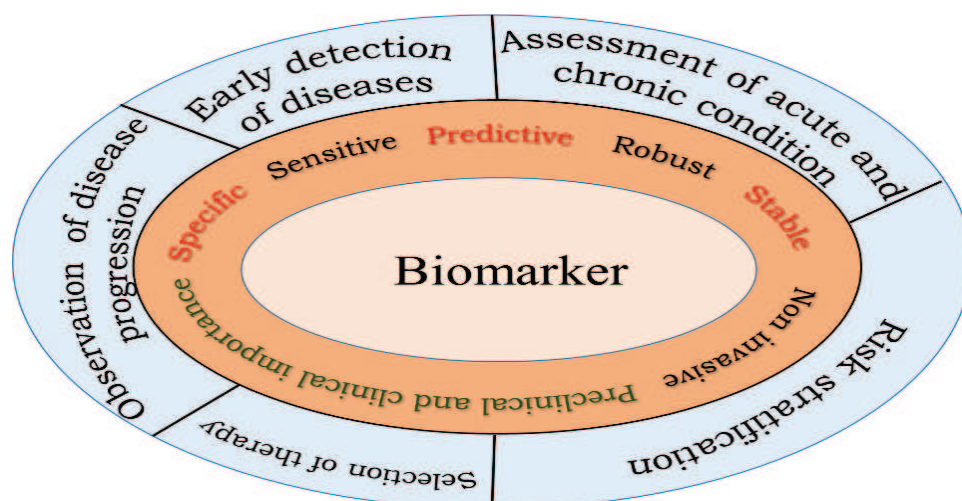 Early detection
of diseases
Assessment of acute and
chronic condition
Risk stratification
Selection of therapy
Observation of disease
progression
Specific
Sensitive
Predictive
Robust
Stable
Non invasive
Preclinical and clinical importance
Biomarker